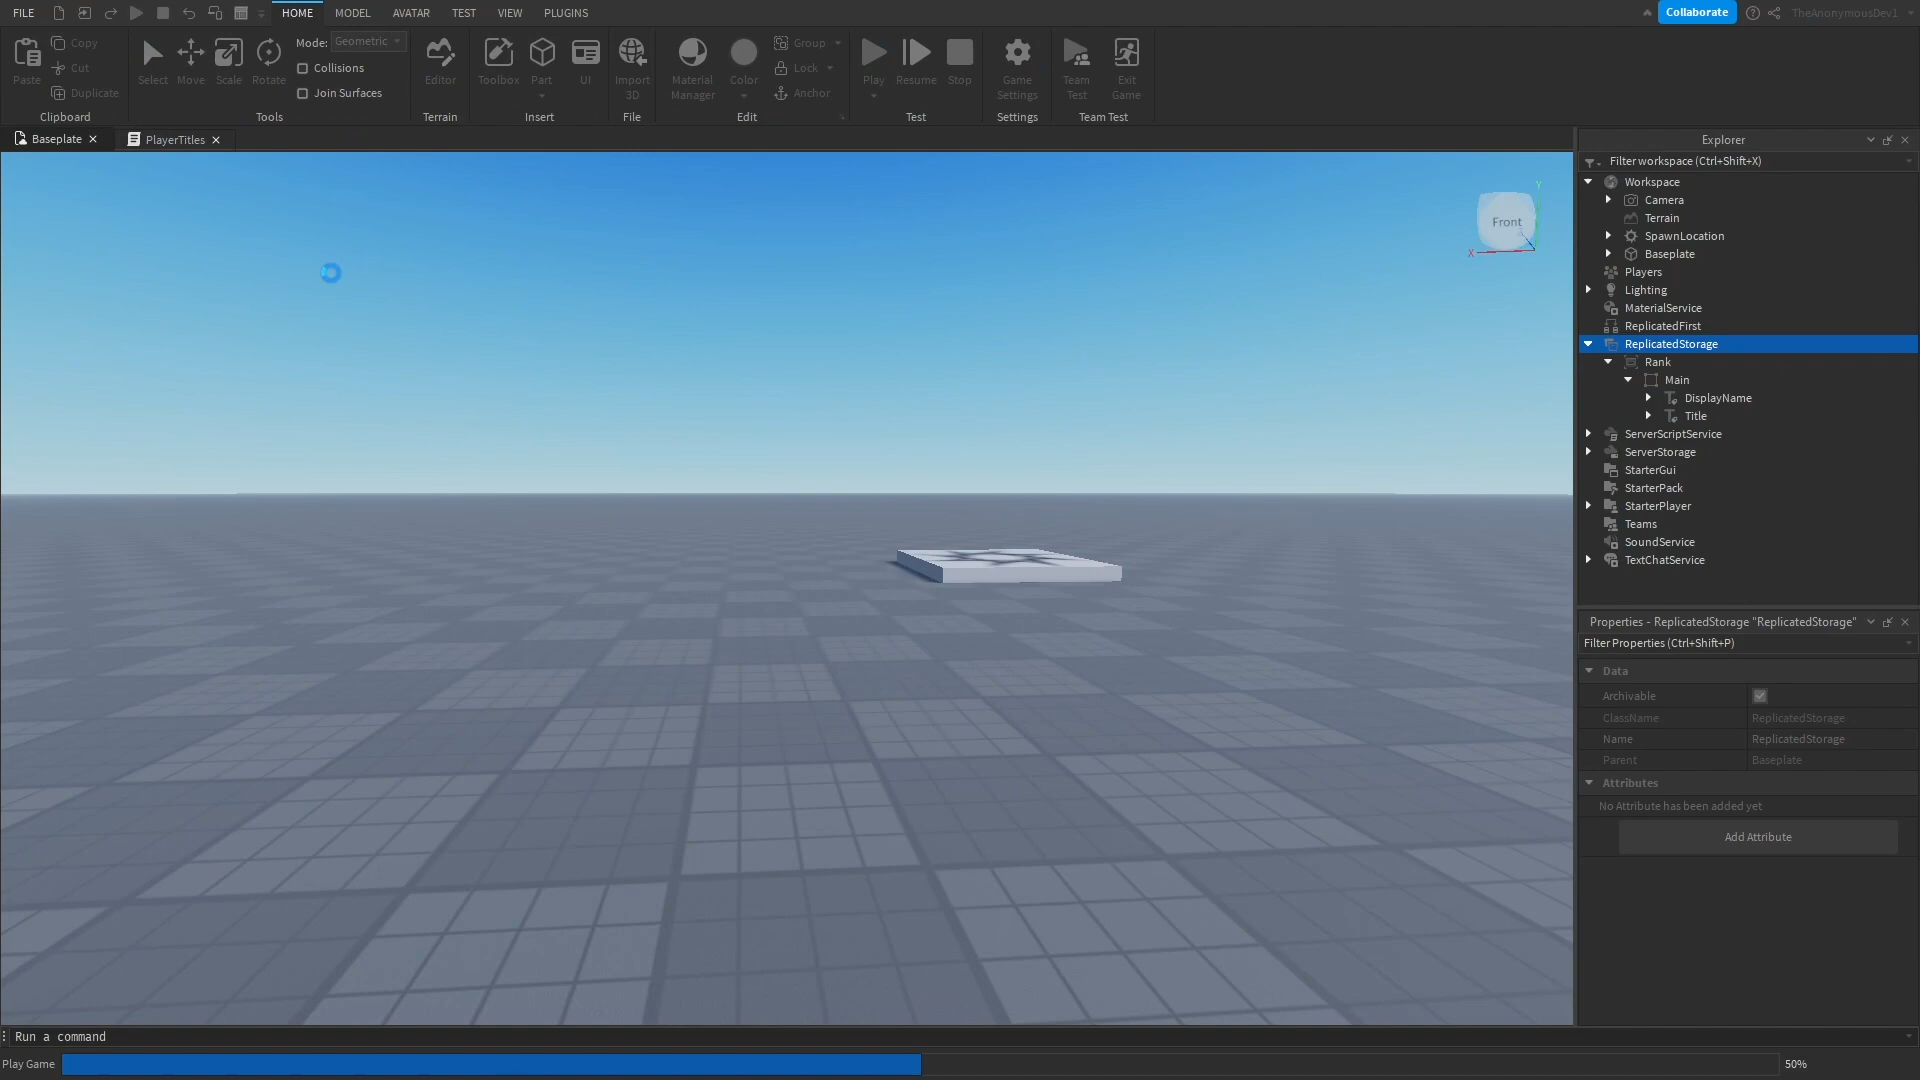 FILE
HOME
MODEL
AVATAR
TEST
VIEW
PLUGINS
Collaborate
TheAnonymousDev1
Paste
Copy
Cut
Duplicate
Clipboard
Select
Move
Scale
Rotate
Mode: Geometric
Collisions
Join Surfaces
Tools
Editor
Terrain
Toolbox
Part
UI
Insert
Import
3D
File
Material
Manager
Color
Group
Lock
Anchor
Edit
Play
Resume
Stop
Test
Game
Settings
Settings
Team
Test
Exit
Game
Team Test
Baseplate
PlayerTitles
Front
X
Y
Explorer
Filter workspace (Ctrl+Shift+X)
Workspace
Camera
Terrain
SpawnLocation
Baseplate
Players
Lighting
MaterialService
ReplicatedFirst
ReplicatedStorage
Rank
Main
DisplayName
Title
ServerScriptService
ServerStorage
StarterGui
StarterPack
StarterPlayer
Teams
SoundService
TextChatService
Properties - ReplicatedStorage "ReplicatedStorage"
Filter Properties (Ctrl+Shift+P)
Data
Archivable
ClassName ReplicatedStorage
Name ReplicatedStorage
Parent Baseplate
Attributes
No Attribute has been added yet
Add Attribute
Run a command
Play Game 50%